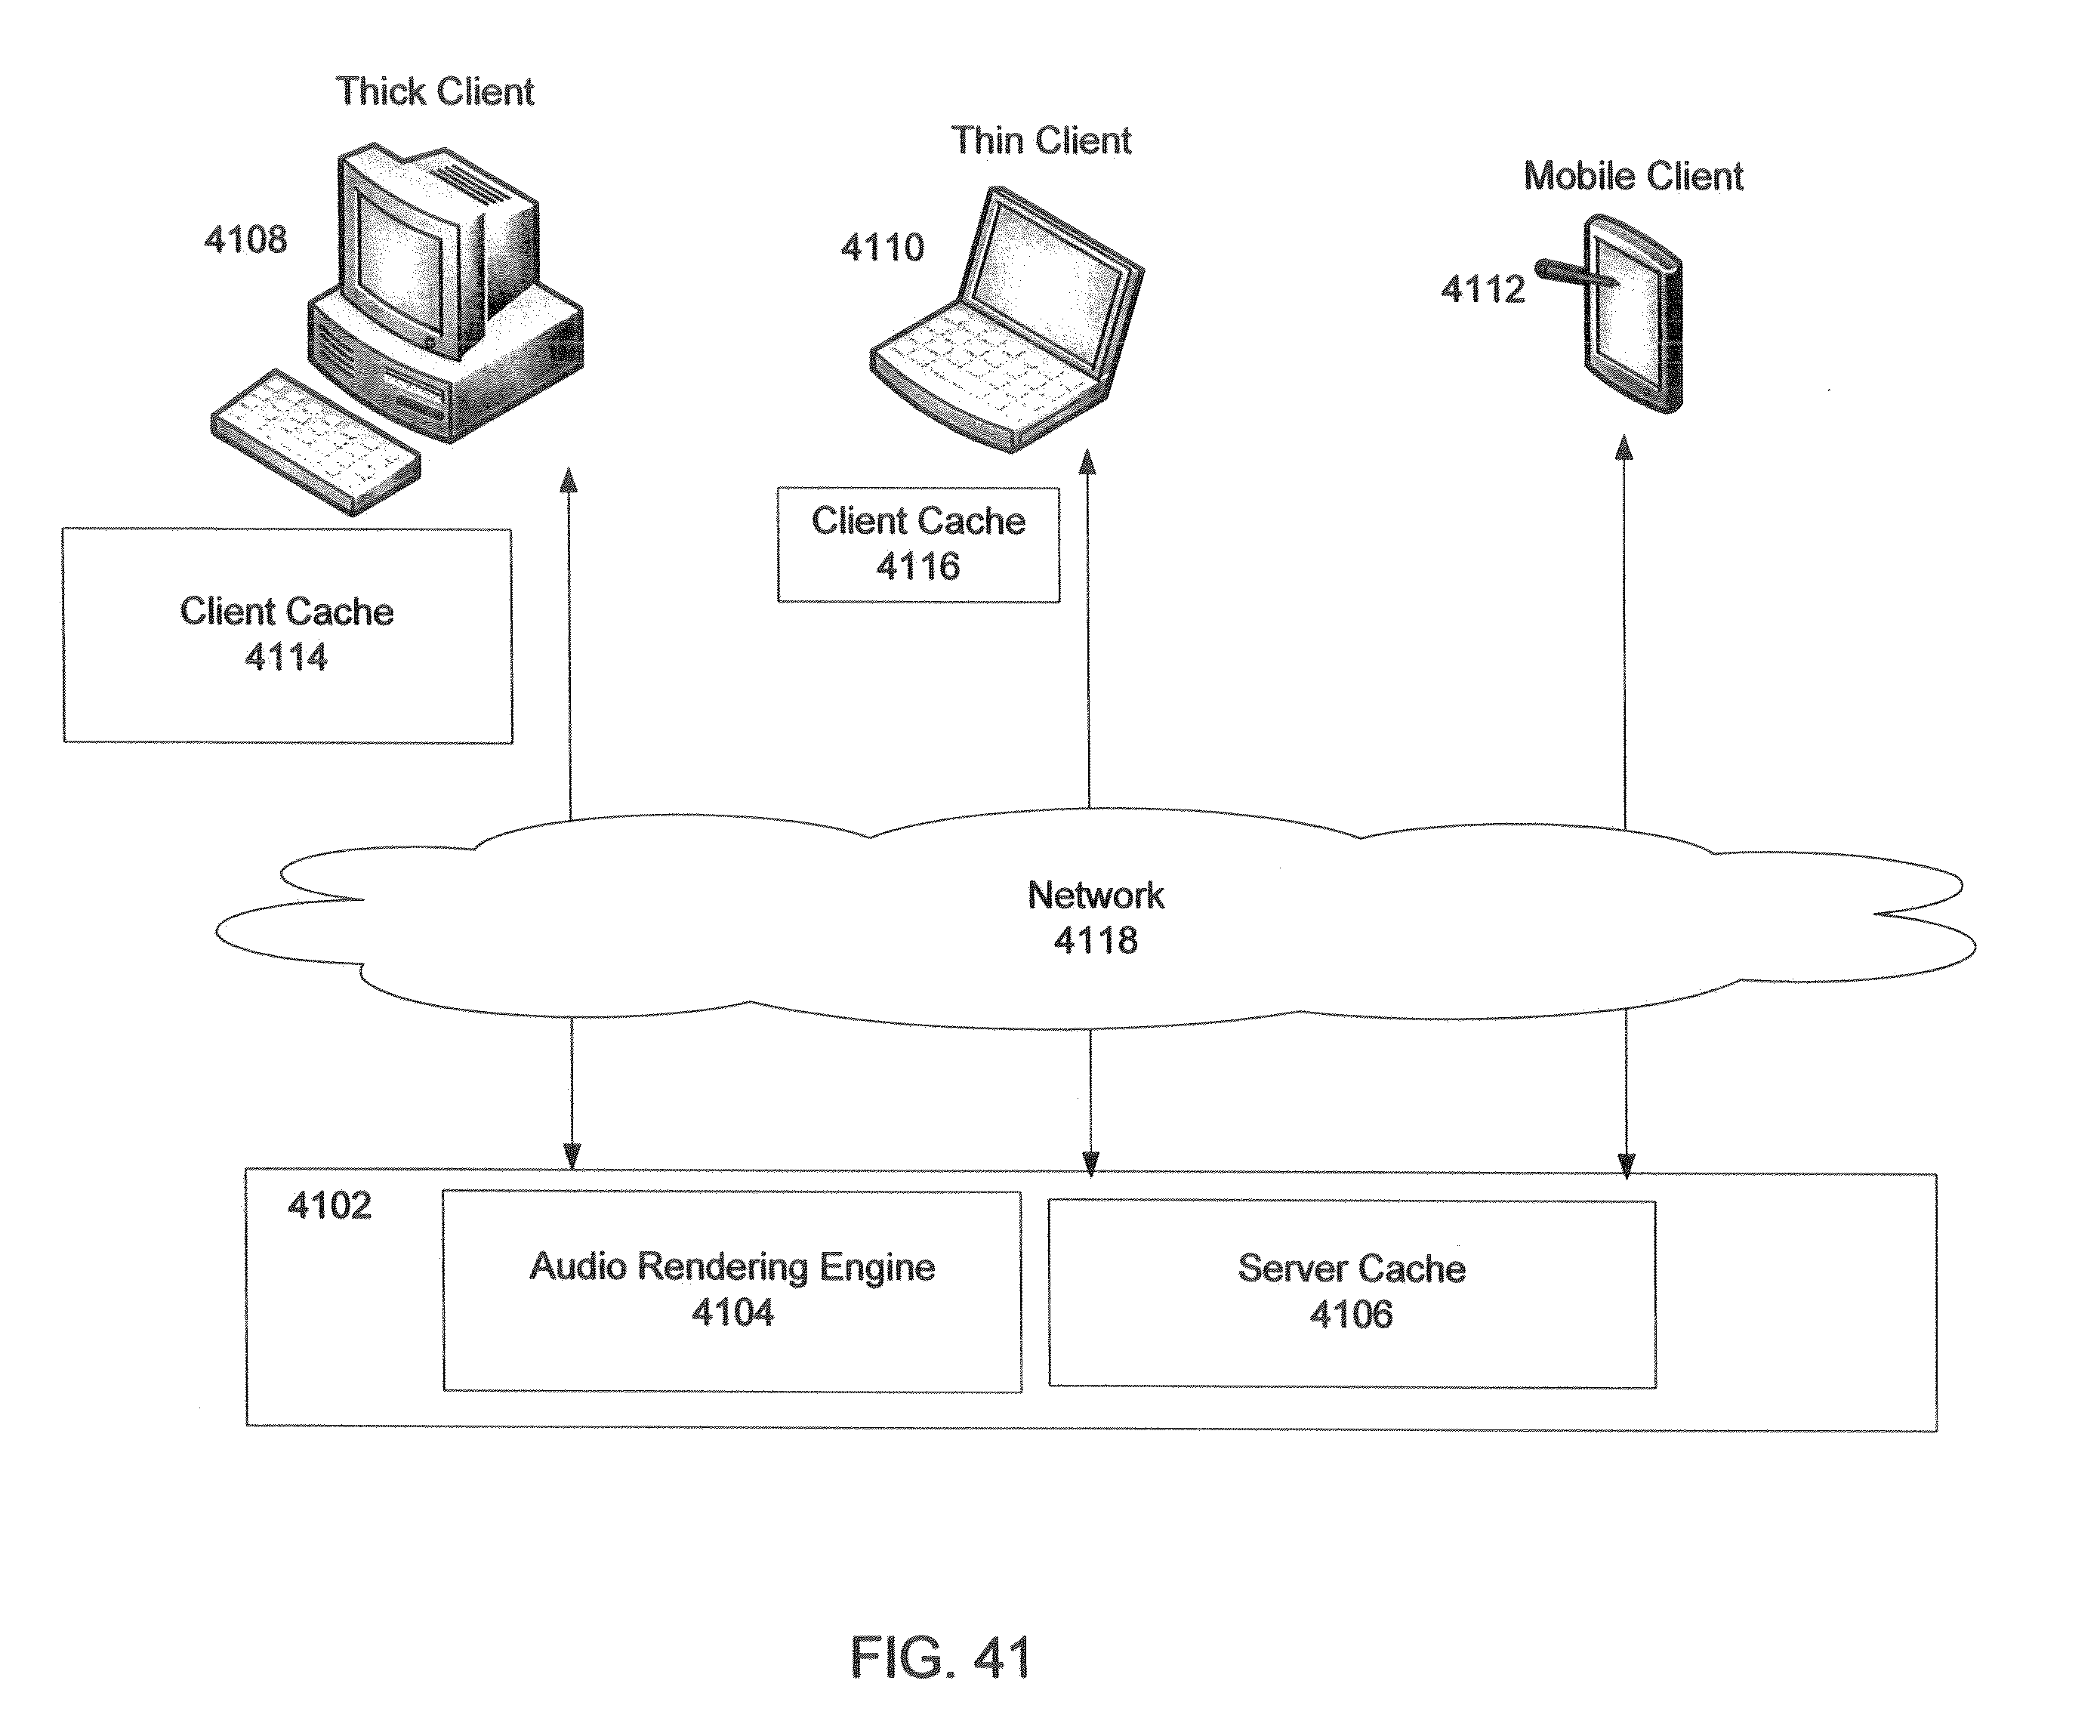 Thick Client
Thin Client
Mobile Client
4108
4110
4112
Client Cache
4116
Client Cache
4114
Network
4118
4102
Audio Rendering Engine
4104
Server Cache
4106
FIG. 41